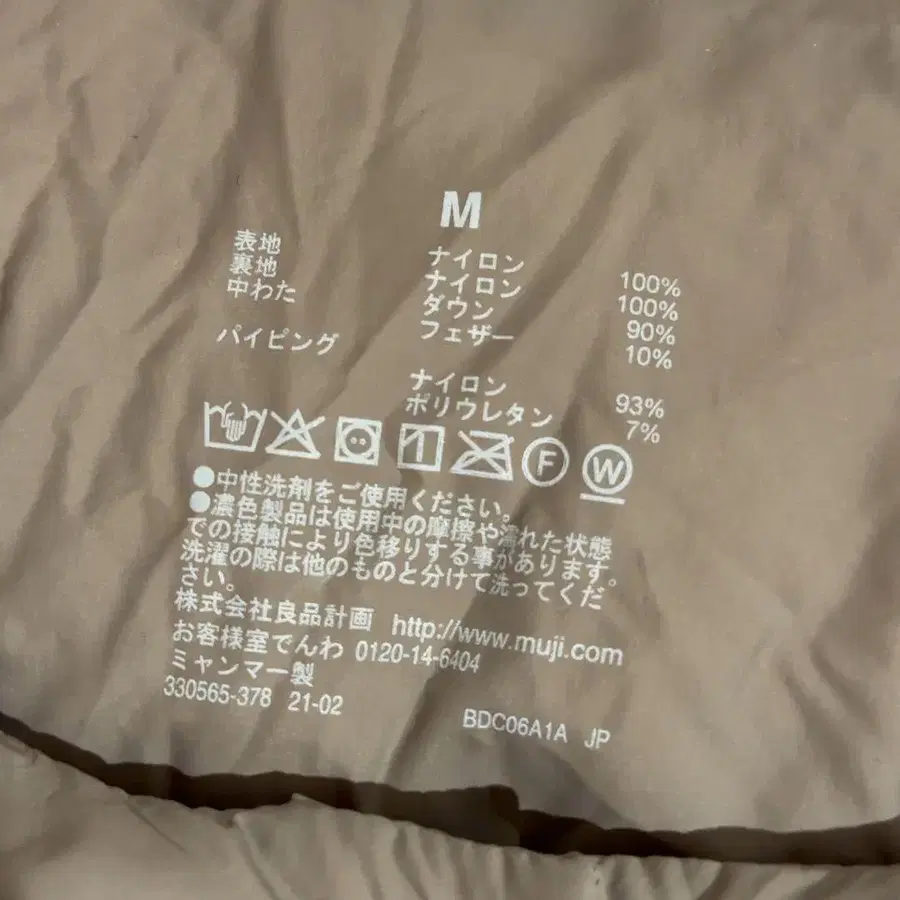 M
表地 ナイロン 100%
裏地 ナイロン 100%
中わた ダウン 90%
フェザー 10%
パイピング
ナイロン 93%
ポリウレタン 7%
F W
●中性洗剤をご使用ください。
●濃色製品は使用中の摩擦や濡れた状態
での接触により色移りする事があります。
洗濯の際は他のものと分けて洗ってくだ
さい。
株式会社良品計画 http://www.muji.com
お客様室でんわ 0120-14-6404
ミャンマー製
330565-378 21-02
BDC06A1A JP